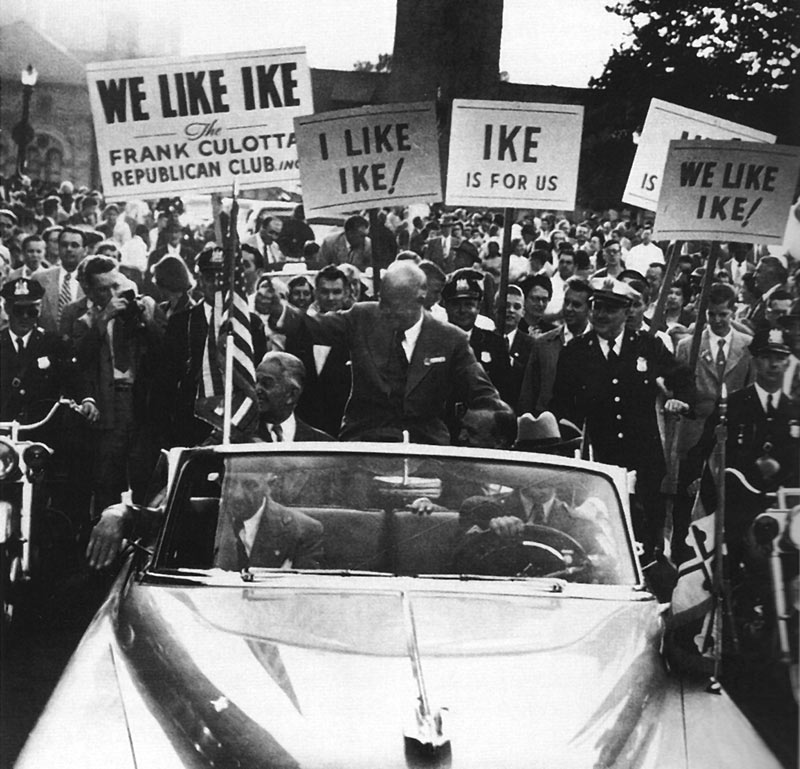 WE LIKE IKE
The
FRANK CULOTTA
REPUBLICAN CLUB. INC
I LIKE
IKE!
IKE
IS FOR US
IS
WE LIKE
IKE!